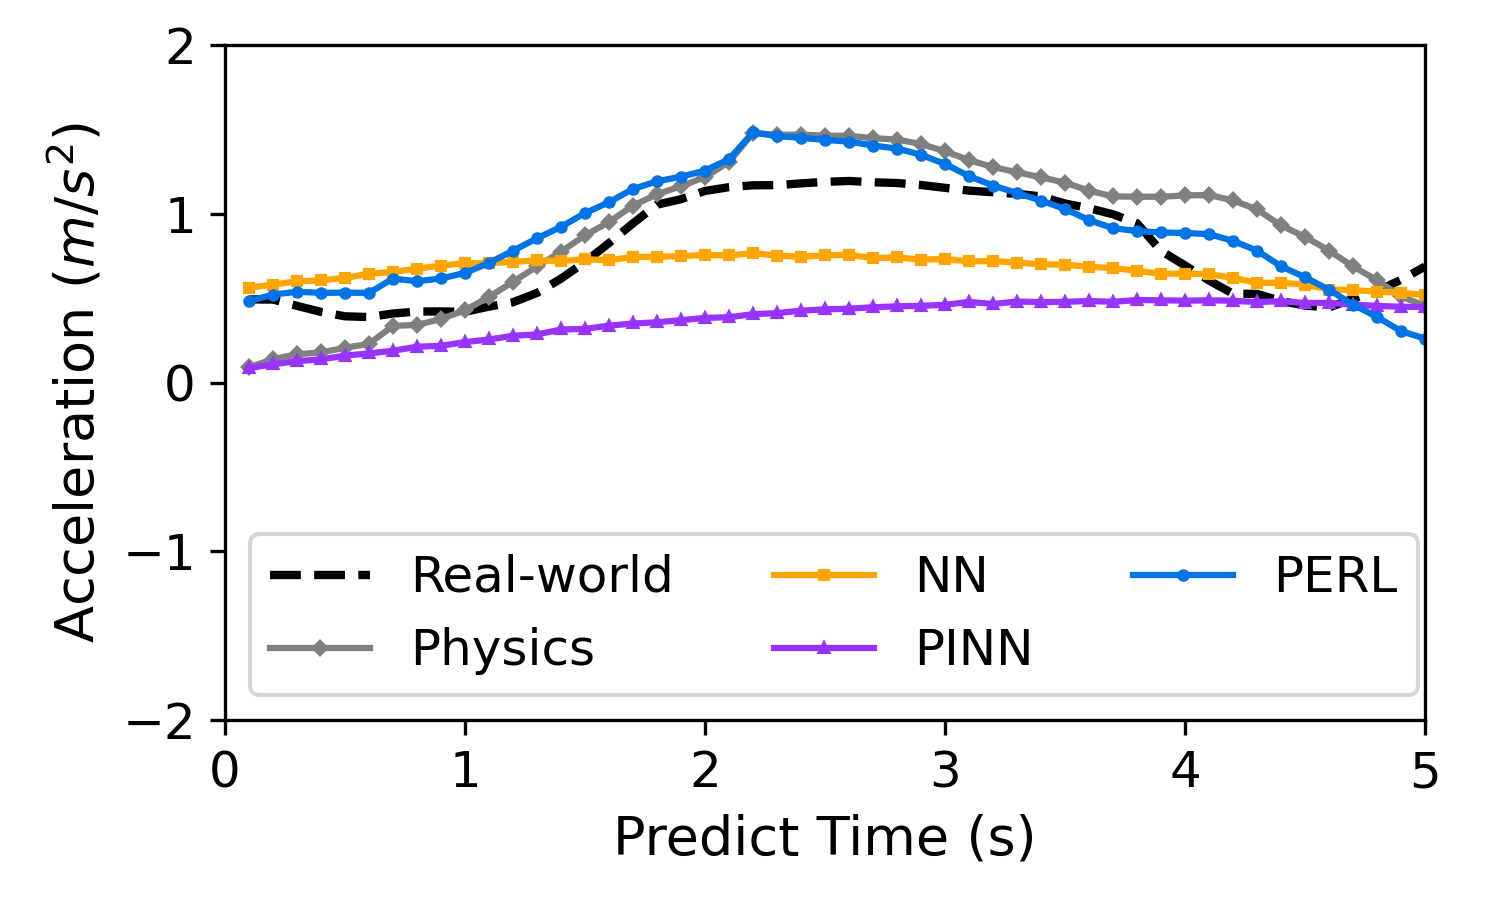 2
1
0
−1
−2
Acceleration (m/s²)
Real-world
NN
PERL
Physics
PINN
0 1 2 3 4 5
Predict Time (s)